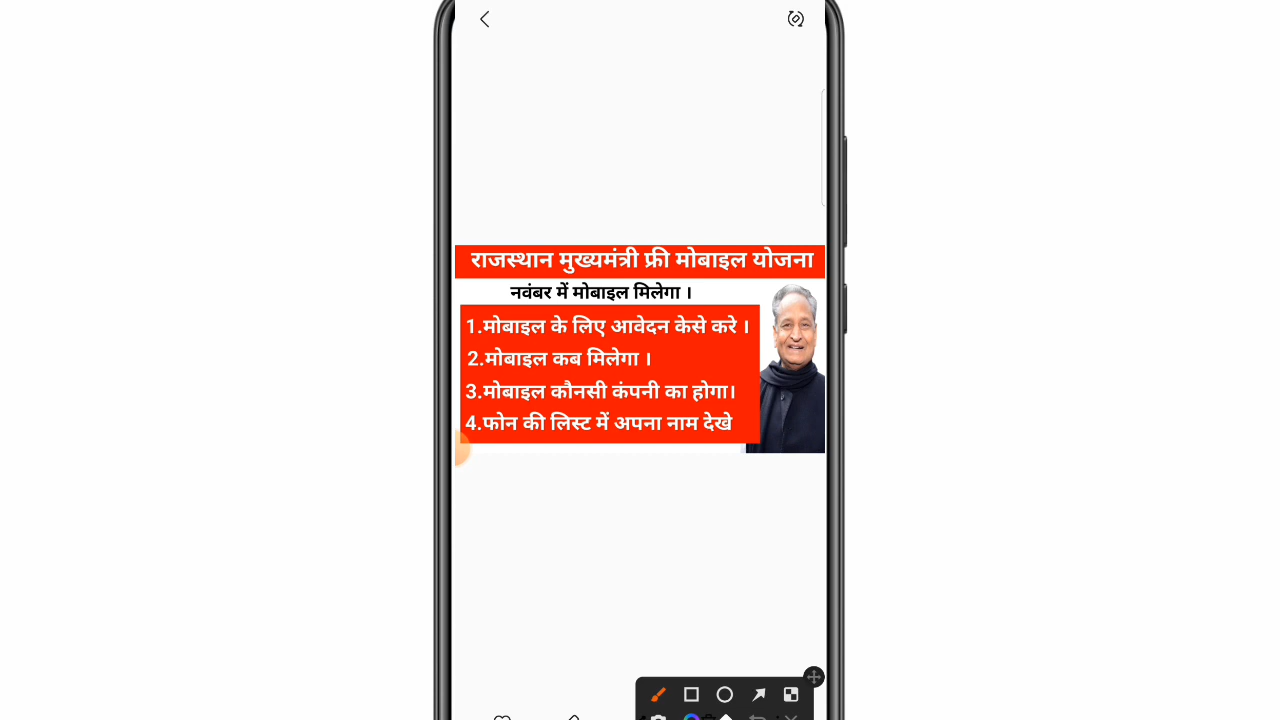 राजस्थान मुख्यमंत्री फ्री मोबाइल योजना
नवंबर में मोबाइल मिलेगा ।
1.मोबाइल के लिए आवेदन केसे करे ।
2.मोबाइल कब मिलेगा ।
3.मोबाइल कौनसी कंपनी का होगा।
4.फोन की लिस्ट में अपना नाम देखे